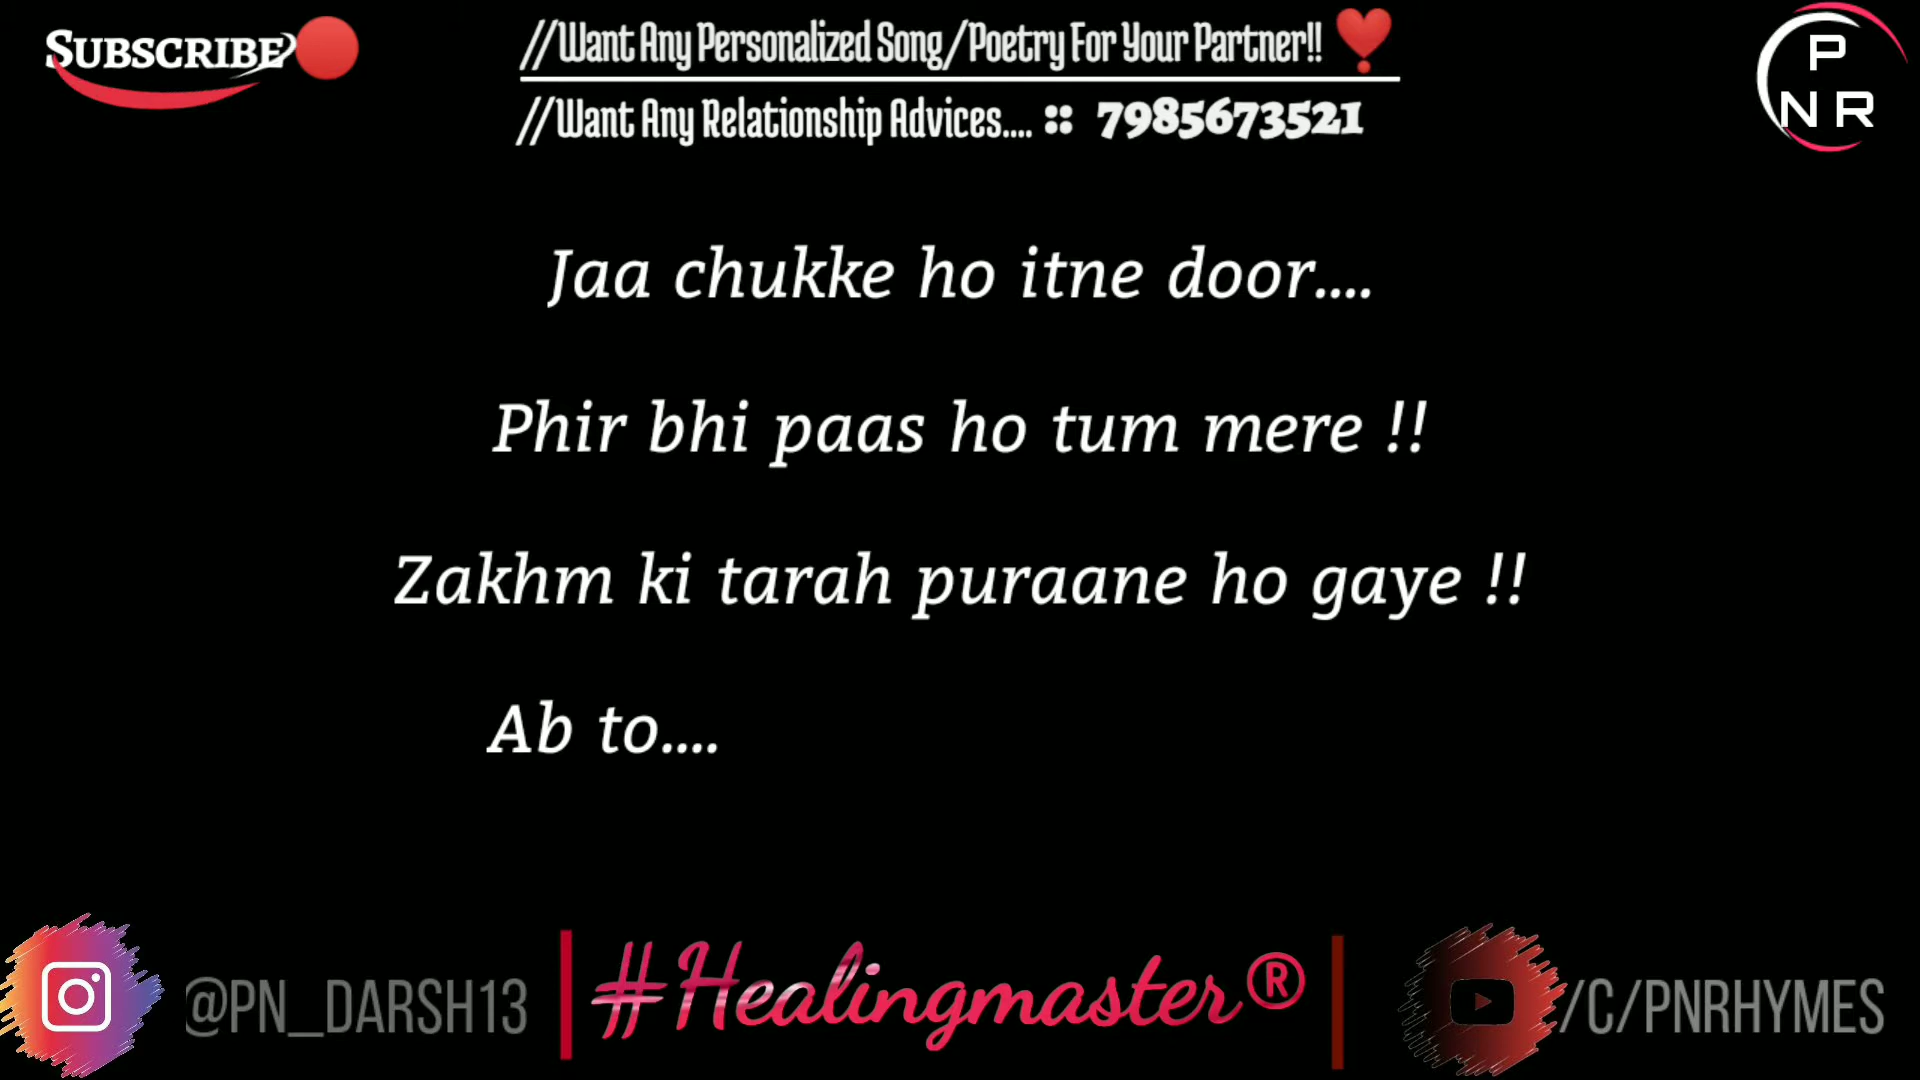 SUBSCRIBE
//Want Any Personalized Song/Poetry For Your Partner!!
//Want Any Relationship Advices.... :: 7985673521
P
N R
Jaa chukke ho itne door....
Phir bhi paas ho tum mere !!
Zakhm ki tarah puraane ho gaye !!
Ab to....
@PN_DARSH13
#Healingmaster®
/C/PNRHYMES